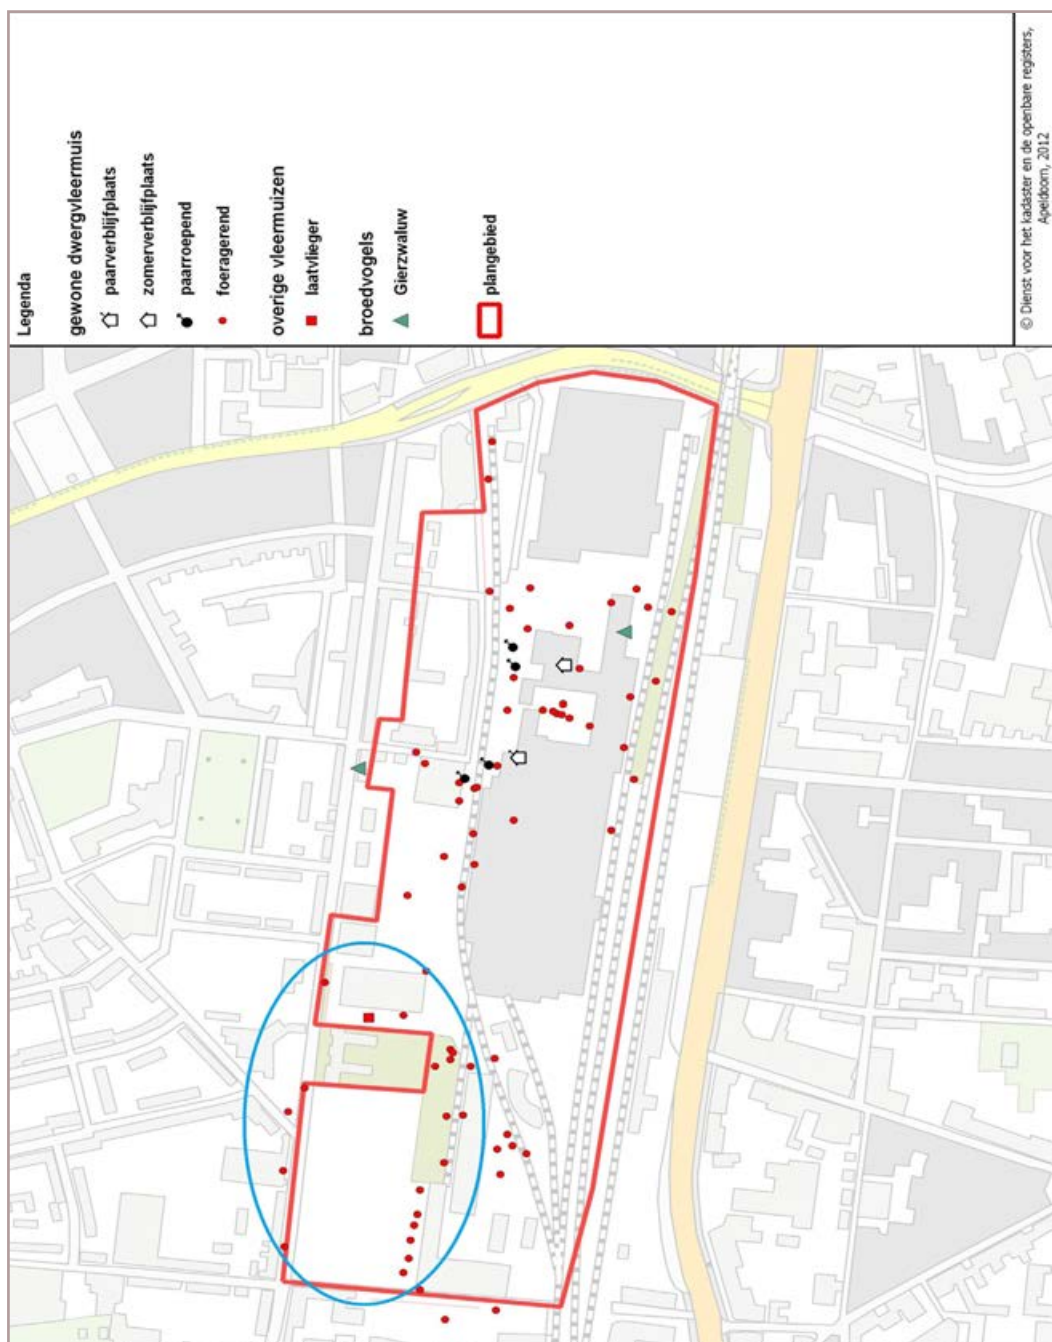 Legenda
gewone dwergvleermuis
paarverblijfplaats
zomerverblijfplaats
paarroepend
foeragerend
overige vleermuizen
laatvlieger
broedvogels
Gierzwaluw
plangebied
© Dienst voor het kadaster en de openbare registers,
Apeldoorn, 2012